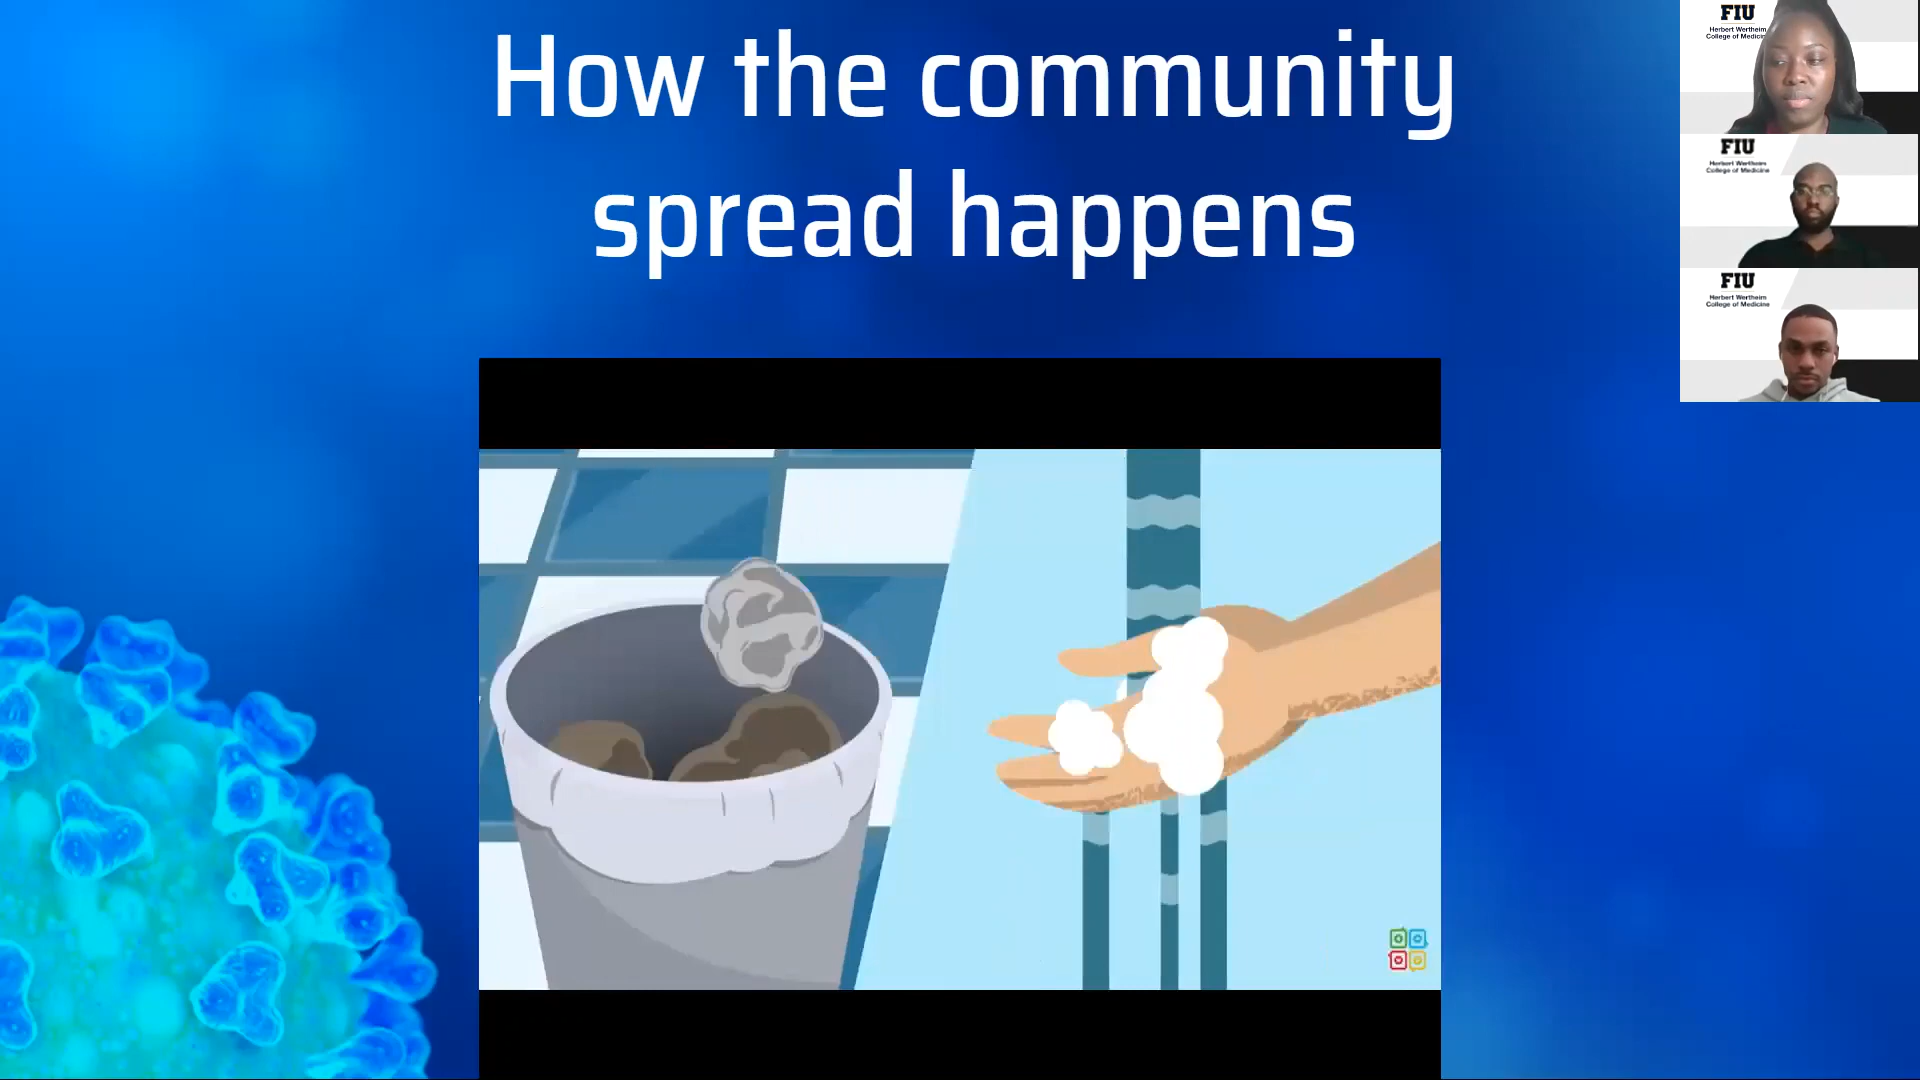 How the community
spread happens
FIU
Herbert Wertheim
College of Medicine
FIU
Herbert Wertheim
College of Medicine
FIU
Herbert Wertheim
College of Medicine